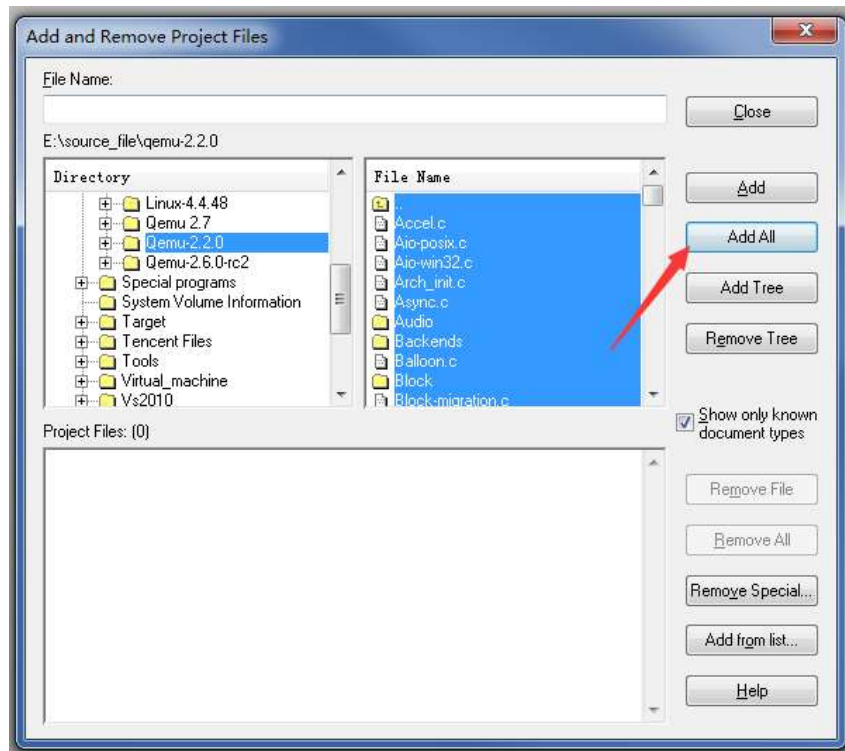 Add and Remove Project Files
File Name:
Close
E:\source_file\qemu-2.2.0
Directory
Linux-4.4.48
Qemu 2.7
Qemu-2.2.0
Qemu-2.6.0-rc2
Special programs
System Volume Information
Target
Tencent Files
Tools
Virtual_machine
Vs2010
File Name
..
Accel.c
Aio-posix.c
Aio-win32.c
Arch_init.c
Async.c
Audio
Backends
Balloon.c
Block
Block-migration.c
Add
Add All
Add Tree
Remove Tree
Show only known
document types
Project Files: (0)
Remove File
Remove All
Remove Special...
Add from list...
Help